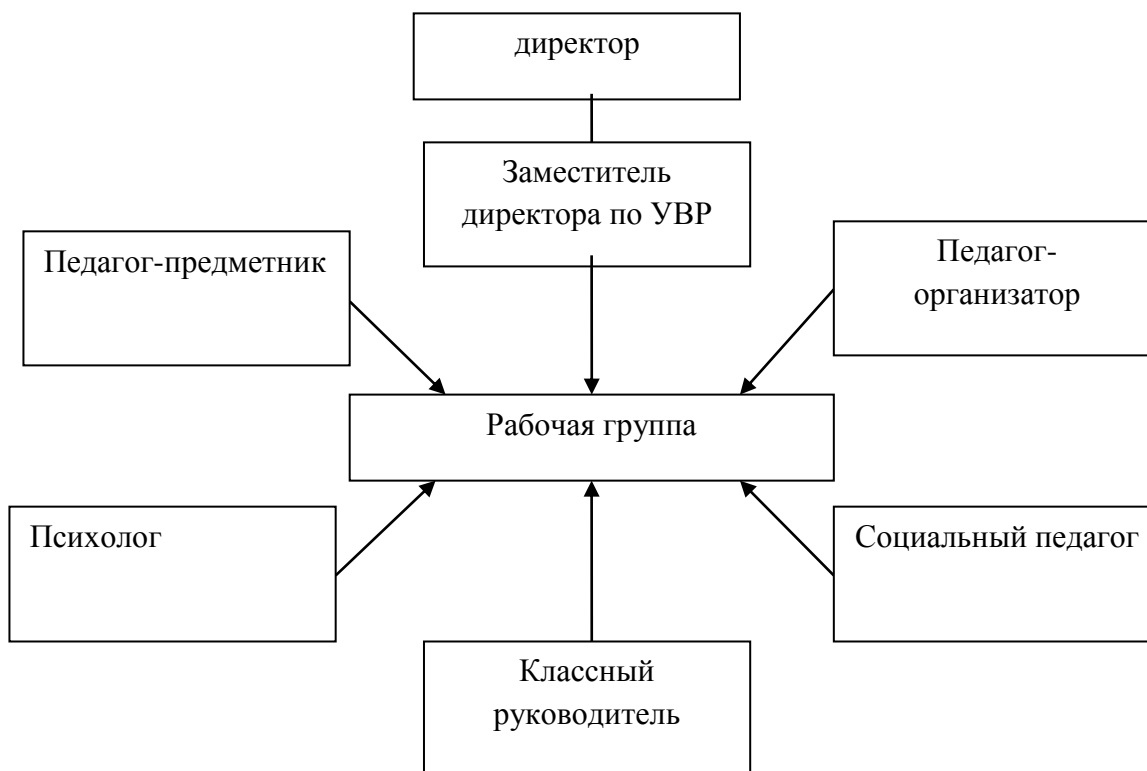 директор
Заместитель
директора по УВР
Педагог-предметник
Педагог-
организатор
Рабочая группа
Психолог
Социальный педагог
Классный
руководитель